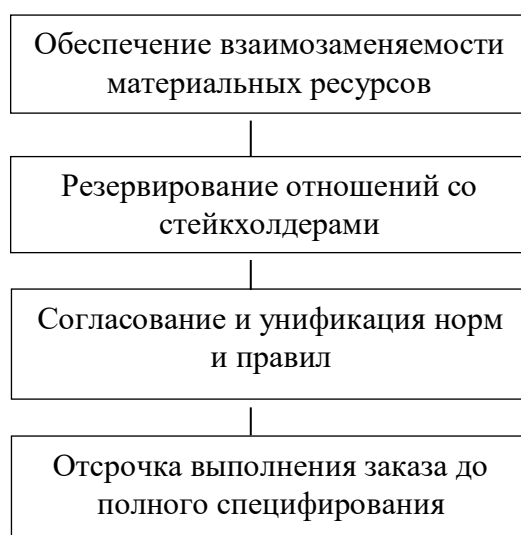 Обеспечение взаимозаменяемости
материальных ресурсов
Резервирование отношений со
стейкхолдерами
Согласование и унификация норм
и правил
Отсрочка выполнения заказа до
полного специфирования